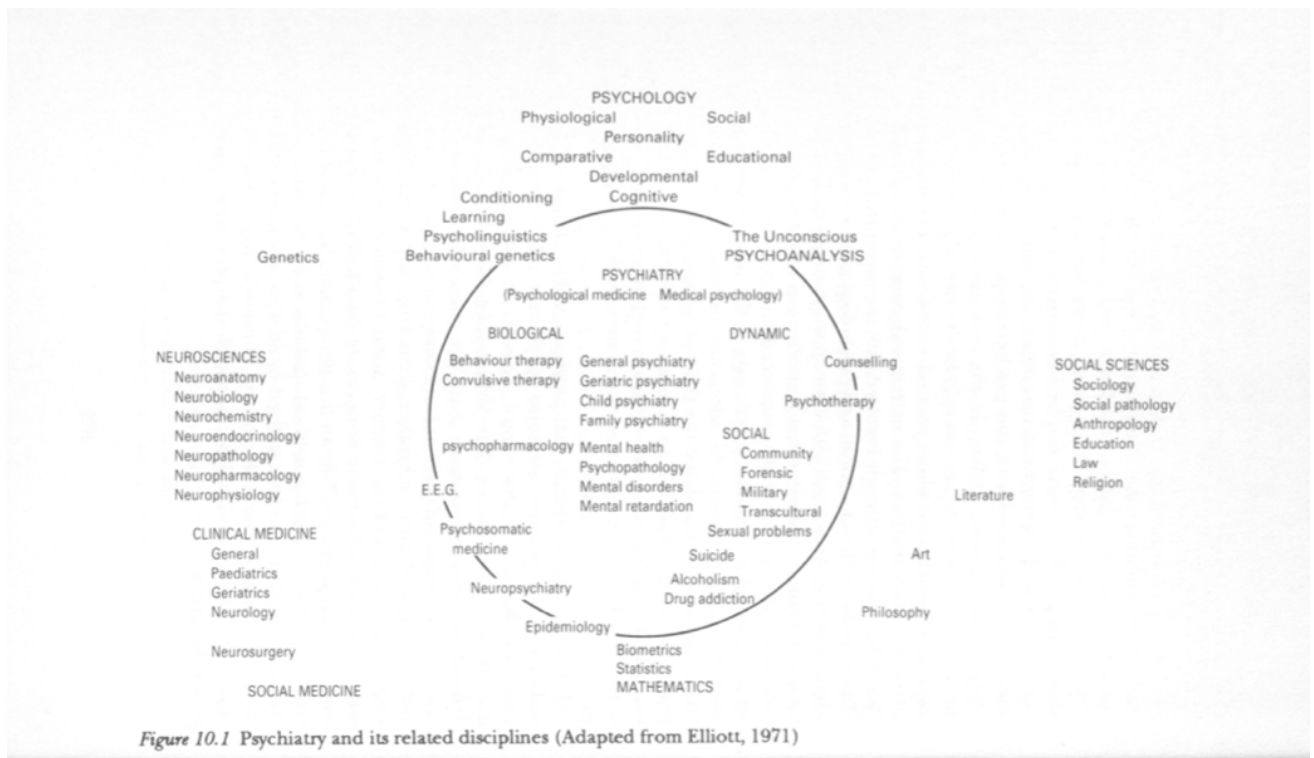 PSYCHOLOGY
Physiological Social
Personality
Comparative Educational
Developmental
Cognitive
Conditioning
Learning
Psycholinguistics
Behavioural genetics
The Unconscious
PSYCHOANALYSIS
Genetics
PSYCHIATRY
(Psychological medicine Medical psychology)
BIOLOGICAL
DYNAMIC
Behaviour therapy
Convulsive therapy
psychopharmacology
General psychiatry
Geriatric psychiatry
Child psychiatry
Family psychiatry
Mental health
Psychopathology
Mental disorders
Mental retardation
Counselling
Psychotherapy
SOCIAL
Community
Forensic
Military
Transcultural
Sexual problems
Suicide
Alcoholism
Drug addiction
E.E.G.
Psychosomatic
medicine
Neuropsychiatry
Epidemiology
Biometrics
Statistics
MATHEMATICS
NEUROSCIENCES
Neuroanatomy
Neurobiology
Neurochemistry
Neuroendocrinology
Neuropathology
Neuropharmacology
Neurophysiology
CLINICAL MEDICINE
General
Paediatrics
Geriatrics
Neurology
Neurosurgery
SOCIAL MEDICINE
SOCIAL SCIENCES
Sociology
Social pathology
Anthropology
Education
Law
Religion
Literature
Art
Philosophy
Figure 10.1 Psychiatry and its related disciplines (Adapted from Elliott, 1971)